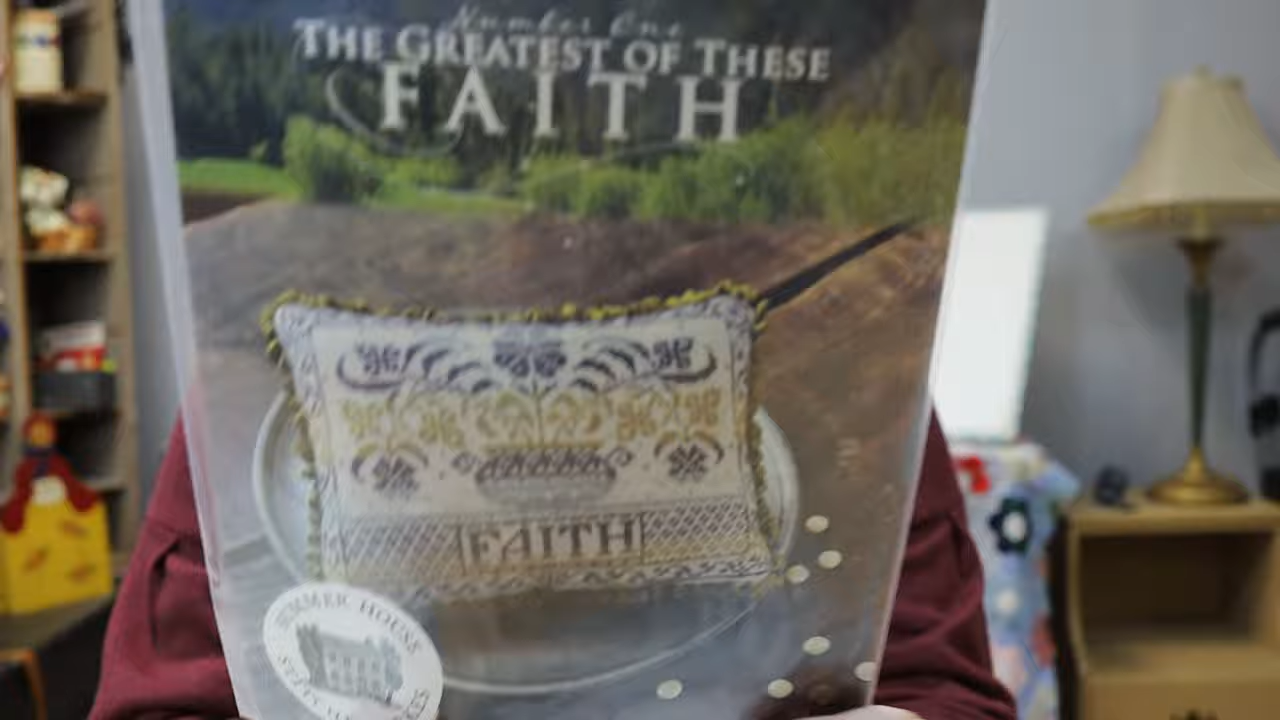 Number One
THE GREATEST OF THESE
FAITH
FAITH
SUMMER HOUSE